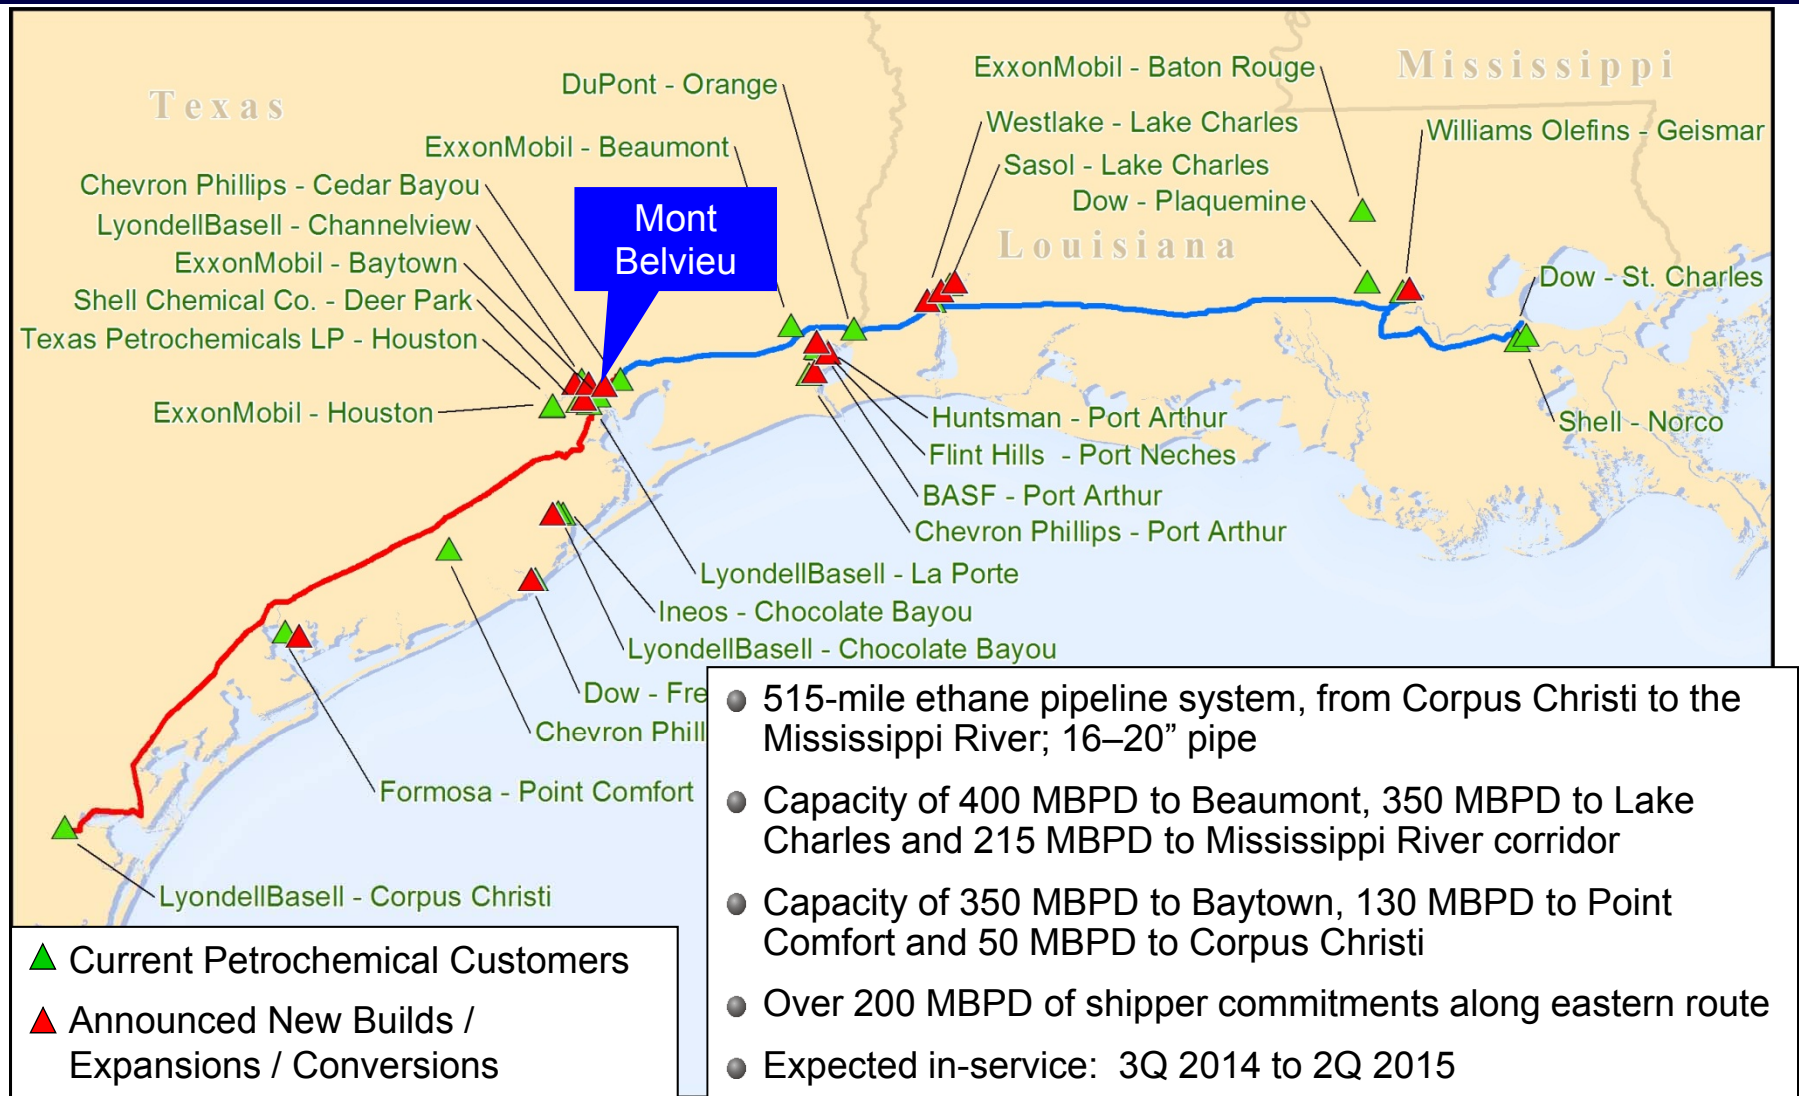 Texas
Mississippi
Louisiana
DuPont - Orange
ExxonMobil - Baton Rouge
ExxonMobil - Beaumont
Westlake - Lake Charles
Williams Olefins - Geismar
Chevron Phillips - Cedar Bayou
Sasol - Lake Charles
LyondellBasell - Channelview
Dow - Plaquemine
ExxonMobil - Baytown
Mont
Belvieu
Shell Chemical Co. - Deer Park
Dow - St. Charles
Texas Petrochemicals LP - Houston
ExxonMobil - Houston
Huntsman - Port Arthur
Shell - Norco
Flint Hills - Port Neches
BASF - Port Arthur
Chevron Phillips - Port Arthur
LyondellBasell - La Porte
Ineos - Chocolate Bayou
LyondellBasell - Chocolate Bayou
Dow - Fre
Chevron Phill
Formosa - Point Comfort
LyondellBasell - Corpus Christi
Current Petrochemical Customers
Announced New Builds /
Expansions / Conversions
515-mile ethane pipeline system, from Corpus Christi to the
Mississippi River; 16–20” pipe
Capacity of 400 MBPD to Beaumont, 350 MBPD to Lake
Charles and 215 MBPD to Mississippi River corridor
Capacity of 350 MBPD to Baytown, 130 MBPD to Point
Comfort and 50 MBPD to Corpus Christi
Over 200 MBPD of shipper commitments along eastern route
Expected in-service: 3Q 2014 to 2Q 2015